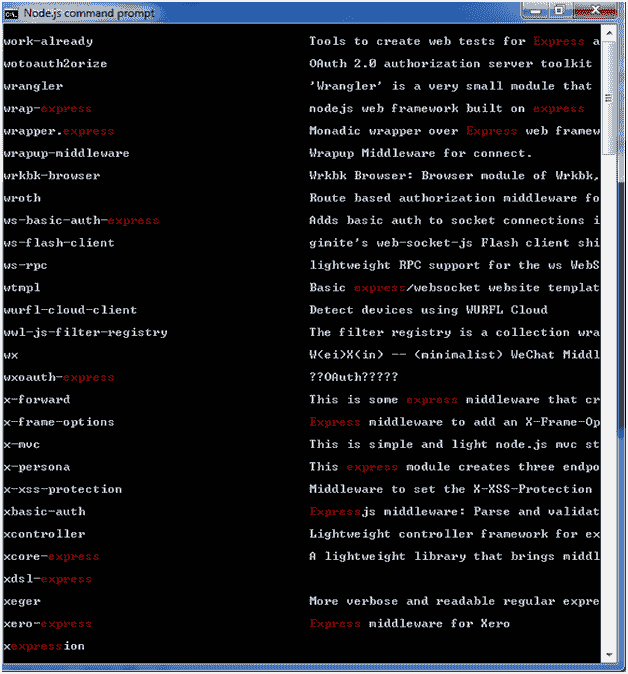 Node.js command prompt
work-already Tools to create web tests for Express a
wotoauth2orize OAuth 2.0 authorization server toolkit
wrangler 'Wrangler' is a very small module that
wrap-express nodejs web framework built on express
wrapper.express Monadic wrapper over Express web framew
wrapup-middleware Wrapup Middleware for connect.
wrkbk-browser Wrkbk Browser: Browser module of Wrkbk,
wroth Route based authorization middleware fo
ws-basic-auth-express Adds basic auth to socket connections i
ws-flash-client gimite's web-socket-js Flash client shi
ws-rpc lightweight RPC support for the ws WebS
wtmpl Basic express/websocket website templat
wurfl-cloud-client Detect devices using WURFL Cloud
wwl-js-filter-registry The filter registry is a collection wra
wx W(ei)X(in) -- (minimalist) WeChat Middl
wxoauth-express ??OAuth?????
x-forward This is some express middleware that cr
x-frame-options Express middleware to add an X-Frame-Op
x-mvc This is simple and light node.js mvc st
x-persona This express module creates three endpo
x-xss-protection Middleware to set the X-XSS-Protection
xbasic-auth Expressjs middleware: Parse and validat
xcontroller Lightweight controller framework for ex
xcore-express A lightweight library that brings middl
xdsl-express
xeger More verbose and readable regular expre
xero-express Express middleware for Xero
xexpression